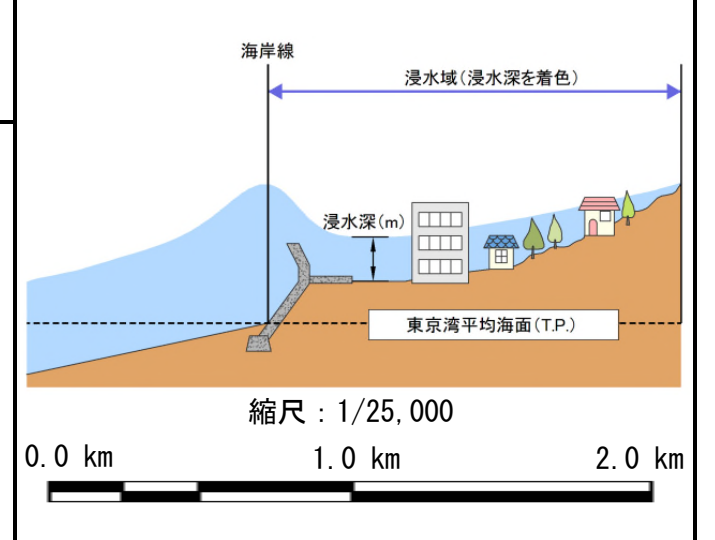 海岸線
浸水域(浸水深を着色)
浸水深(m)
東京湾平均海面(T.P.)
縮尺:1/25,000
0.0 km 1.0 km 2.0 km